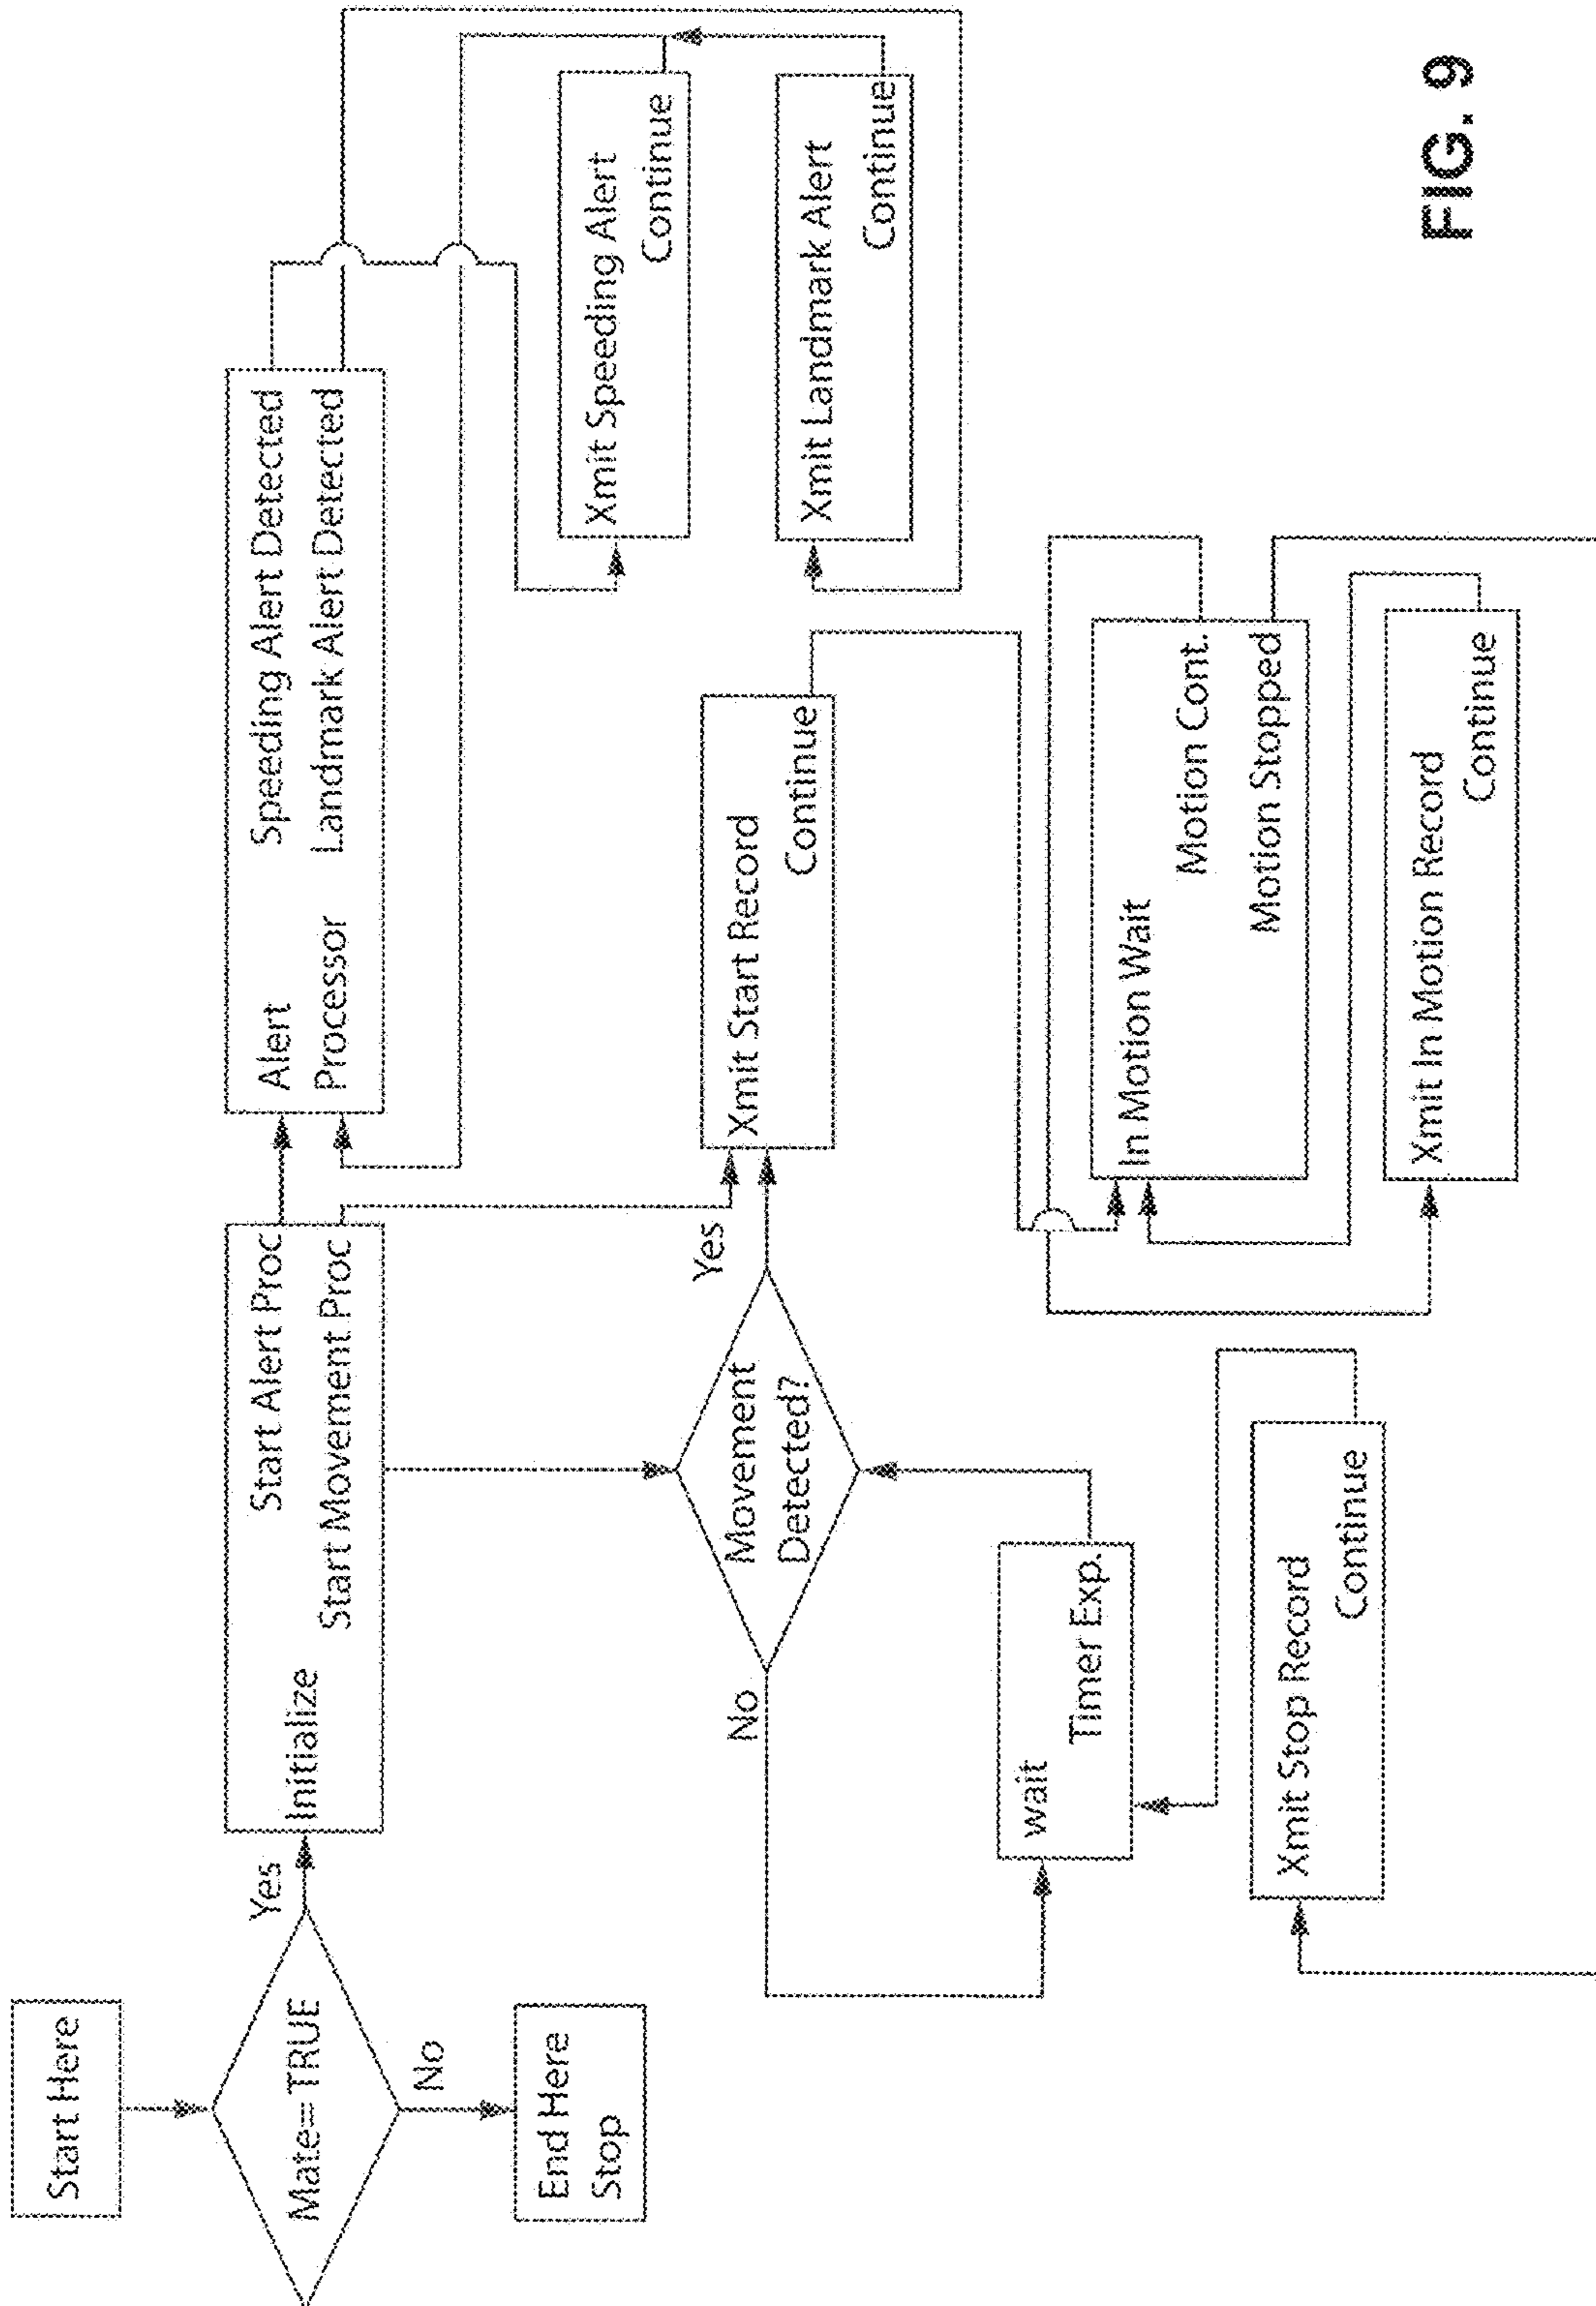 Start Here
Mate= TRUE
Yes
No
End Here
Stop
Initialize
Start Alert Proc
Start Movement Proc
Alert
Processor
Speeding Alert Detected
Landmark Alert Detected
Xmit Speeding Alert
Continue
Xmit Landmark Alert
Continue
Movement
Detected?
Yes
No
Xmit Start Record
Continue
wait
Timer Exp.
In Motion Wait
Motion Cont.
Motion Stopped
Xmit Stop Record
Continue
Xmit In Motion Record
Continue
FIG. 9